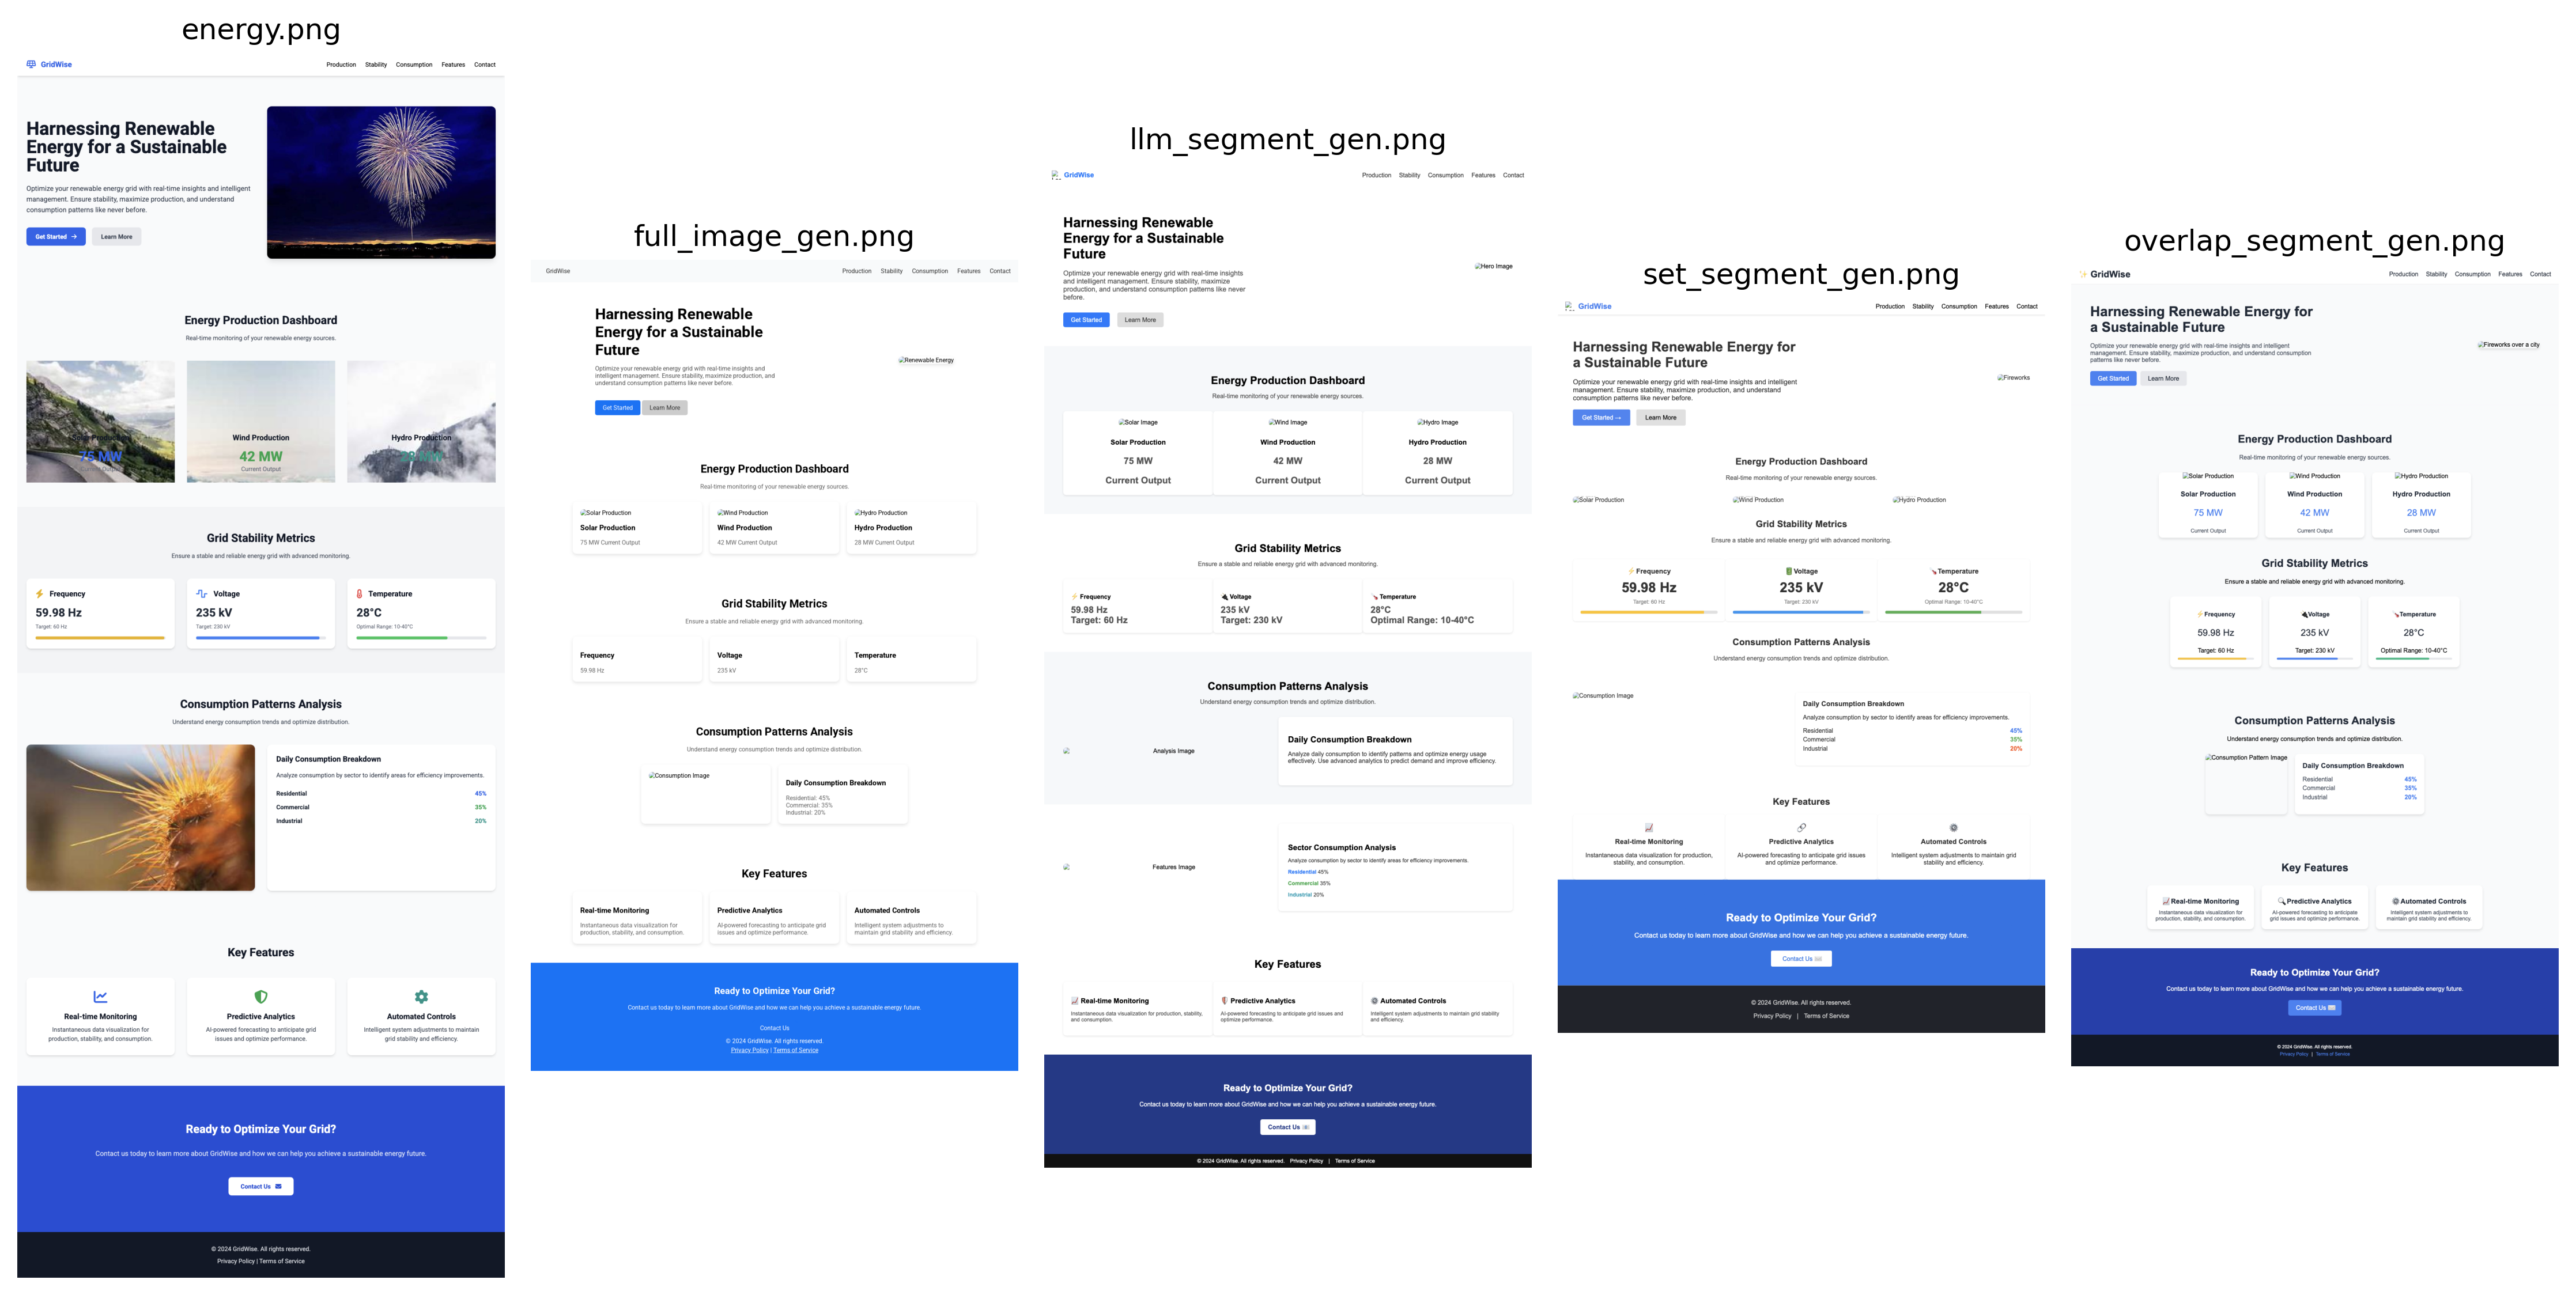 energy.png
GridWise
Production Stability Consumption Features Contact
Harnessing Renewable
Energy for a Sustainable
Future
Optimize your renewable energy grid with real-time insights and intelligent
management. Ensure stability, maximize production, and understand
consumption patterns like never before.
Get Started → Learn More
Energy Production Dashboard
Real-time monitoring of your renewable energy sources.
Solar Production Wind Production Hydro Production
75 MW 42 MW 28 MW
Current Output
Grid Stability Metrics
Ensure a stable and reliable energy grid with advanced monitoring.
Frequency Voltage Temperature
59.98 Hz 235 kV 28°C
Target: 60 Hz Target: 230 kV Optimal Range: 10-40°C
Consumption Patterns Analysis
Understand energy consumption trends and optimize distribution.
Daily Consumption Breakdown
Analyze consumption by sector to identify areas for efficiency improvements.
Residential 45%
Commercial 35%
Industrial 20%
Key Features
Real-time Monitoring Predictive Analytics Automated Controls
Instantaneous data visualization for AI-powered forecasting to anticipate grid Intelligent system adjustments to maintain
production, stability, and consumption. issues and optimize performance. grid stability and efficiency.
Ready to Optimize Your Grid?
Contact us today to learn more about GridWise and how we can help you achieve a sustainable energy future.
Contact Us
© 2024 GridWise. All rights reserved.
Privacy Policy | Terms of Service
full_image_gen.png
GridWise
Production Stability Consumption Features Contact
Harnessing Renewable
Energy for a Sustainable
Future
Optimize your renewable energy grid with real-time insights and
intelligent management. Ensure stability, maximize production, and
understand consumption patterns like never before.
Renewable Energy
Get Started Learn More
Energy Production Dashboard
Real-time monitoring of your renewable energy sources.
Solar Production Wind Production Hydro Production
Solar Production Wind Production Hydro Production
75 MW Current Output 42 MW Current Output 28 MW Current Output
Grid Stability Metrics
Ensure a stable and reliable energy grid with advanced monitoring.
Frequency Voltage Temperature
59.98 Hz 235 kV 28°C
Consumption Patterns Analysis
Understand energy consumption trends and optimize distribution.
Consumption Image
Daily Consumption Breakdown
Residential: 45%
Commercial: 35%
Industrial: 20%
Key Features
Real-time Monitoring Predictive Analytics Automated Controls
Instantaneous data visualization for AI-powered forecasting to anticipate grid Intelligent system adjustments to
production, stability, and consumption. issues and optimize performance. maintain grid stability and efficiency.
Ready to Optimize Your Grid?
Contact us today to learn more about GridWise and how we can help you achieve a sustainable energy future.
Contact Us
© 2024 GridWise. All rights reserved.
Privacy Policy | Terms of Service
llm_segment_gen.png
GridWise
Production Stability Consumption Features Contact
Harnessing Renewable
Energy for a Sustainable
Future
Optimize your renewable energy grid with real-time insights
and intelligent management. Ensure stability, maximize
production, and understand consumption patterns like never
before.
Hero Image
Get Started Learn More
Energy Production Dashboard
Real-time monitoring of your renewable energy sources.
Solar Image Wind Image Hydro Image
Solar Production Wind Production Hydro Production
75 MW 42 MW 28 MW
Current Output Current Output Current Output
Grid Stability Metrics
Ensure a stable and reliable energy grid with advanced monitoring.
Frequency Voltage Temperature
59.98 Hz 235 kV 28°C
Target: 60 Hz Target: 230 kV Optimal Range: 10-40°C
Consumption Patterns Analysis
Understand energy consumption trends and optimize distribution.
Analysis Image
Daily Consumption Breakdown
Analyze daily consumption to identify patterns and optimize energy usage
effectively. Use advanced analytics to predict demand and improve efficiency.
Features Image
Sector Consumption Analysis
Analyze consumption by sector to identify areas for efficiency improvements.
Residential 45%
Commercial 35%
Industrial 20%
Key Features
Real-time Monitoring Predictive Analytics Automated Controls
Instantaneous data visualization for production, stability, AI-powered forecasting to anticipate grid issues and Intelligent system adjustments to maintain grid stability
and consumption. optimize performance. and efficiency.
Ready to Optimize Your Grid?
Contact us today to learn more about GridWise and how we can help you achieve a sustainable energy future.
Contact Us
© 2024 GridWise. All rights reserved. Privacy Policy | Terms of Service
set_segment_gen.png
GridWise
Production Stability Consumption Features Contact
Harnessing Renewable Energy for
a Sustainable Future
Optimize your renewable energy grid with real-time insights and intelligent
management. Ensure stability, maximize production, and understand
consumption patterns like never before.
Fireworks
Get Started → Learn More
Energy Production Dashboard
Real-time monitoring of your renewable energy sources.
Solar Production Wind Production Hydro Production
Grid Stability Metrics
Ensure a stable and reliable energy grid with advanced monitoring.
Frequency Voltage Temperature
59.98 Hz 235 kV 28°C
Target: 60 Hz Target: 230 kV Optimal Range: 10-40°C
Consumption Patterns Analysis
Understand energy consumption trends and optimize distribution.
Consumption Image
Daily Consumption Breakdown
Analyze consumption by sector to identify areas for efficiency improvements.
Residential 45%
Commercial 35%
Industrial 20%
Key Features
Real-time Monitoring Predictive Analytics Automated Controls
Instantaneous data visualization for production, AI-powered forecasting to anticipate grid issues Intelligent system adjustments to maintain grid
stability, and consumption. and optimize performance. stability and efficiency.
Ready to Optimize Your Grid?
Contact us today to learn more about GridWise and how we can help you achieve a sustainable energy future.
Contact Us
© 2024 GridWise. All rights reserved.
Privacy Policy | Terms of Service
overlap_segment_gen.png
GridWise
Production Stability Consumption Features Contact
Harnessing Renewable Energy for
a Sustainable Future
Optimize your renewable energy grid with real-time insights and intelligent
management. Ensure stability, maximize production, and understand consumption
patterns like never before.
Fireworks over a city
Get Started Learn More
Energy Production Dashboard
Real-time monitoring of your renewable energy sources.
Solar Production Wind Production Hydro Production
Solar Production Wind Production Hydro Production
75 MW 42 MW 28 MW
Current Output Current Output Current Output
Grid Stability Metrics
Ensure a stable and reliable energy grid with advanced monitoring.
Frequency Voltage Temperature
59.98 Hz 235 kV 28°C
Target: 60 Hz Target: 230 kV Optimal Range: 10-40°C
Consumption Patterns Analysis
Understand energy consumption trends and optimize distribution.
Consumption Pattern Image
Daily Consumption Breakdown
Residential 45%
Commercial 35%
Industrial 20%
Key Features
Real-time Monitoring Predictive Analytics Automated Controls
Instantaneous data visualization for AI-powered forecasting to anticipate Intelligent system adjustments to
production, stability, and consumption. grid issues and optimize performance. maintain grid stability and efficiency.
Ready to Optimize Your Grid?
Contact us today to learn more about GridWise and how we can help you achieve a sustainable energy future.
Contact Us
© 2024 GridWise. All rights reserved.
Privacy Policy | Terms of Service